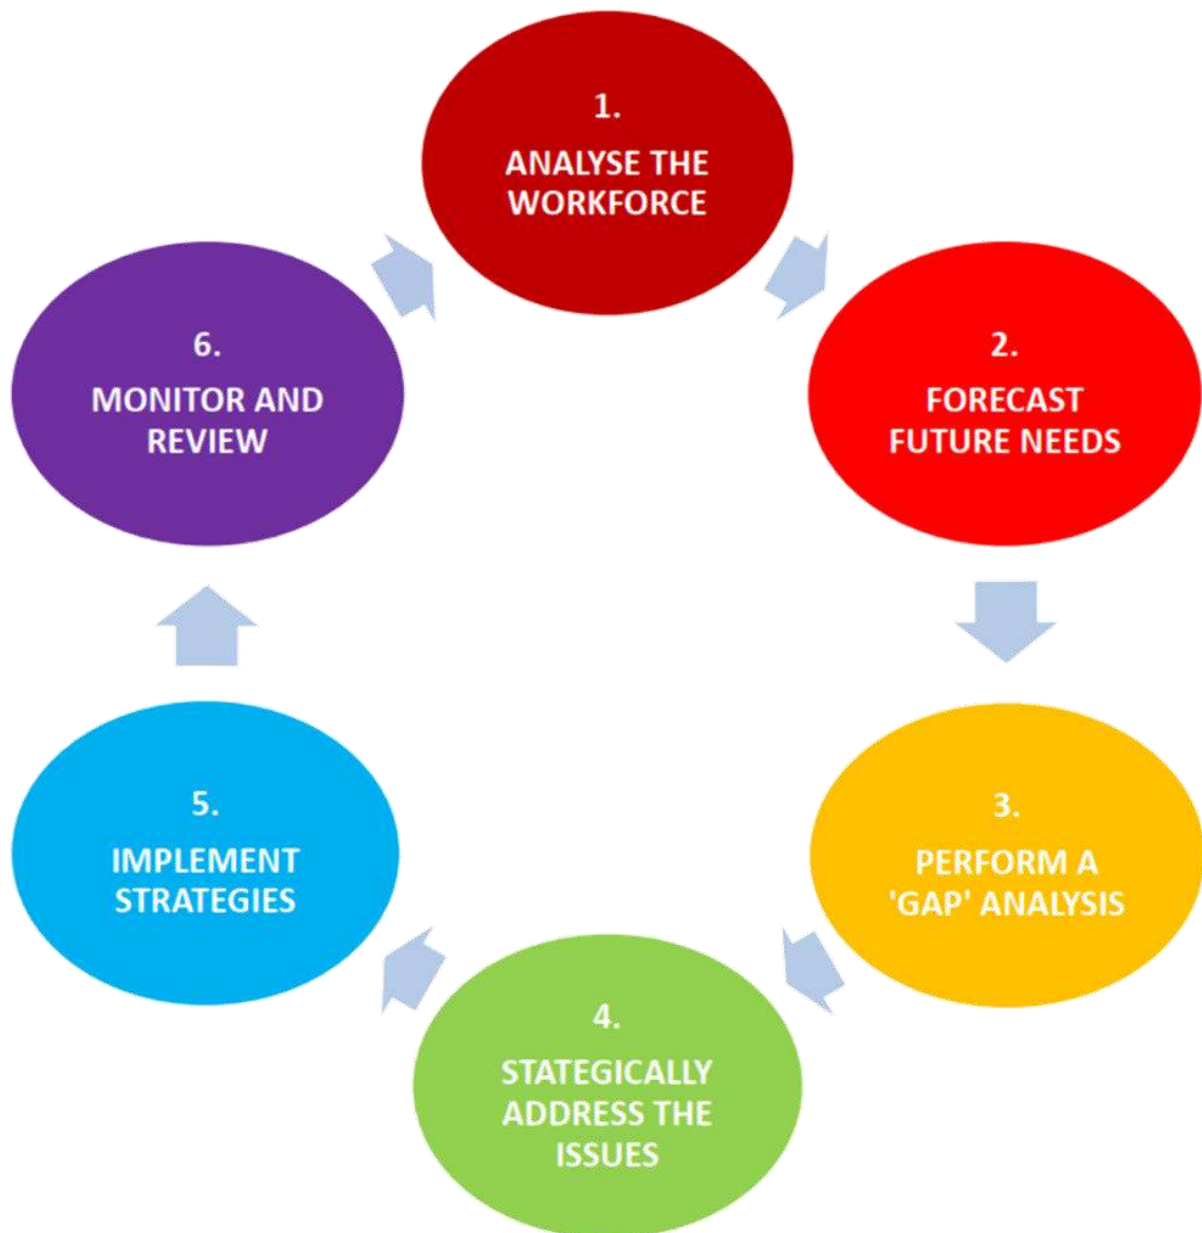 1.
ANALYSE THE
WORKFORCE
2.
FORECAST
FUTURE NEEDS
3.
PERFORM A
'GAP' ANALYSIS
4.
STATEGICALLY
ADDRESS THE
ISSUES
5.
IMPLEMENT
STRATEGIES
6.
MONITOR AND
REVIEW